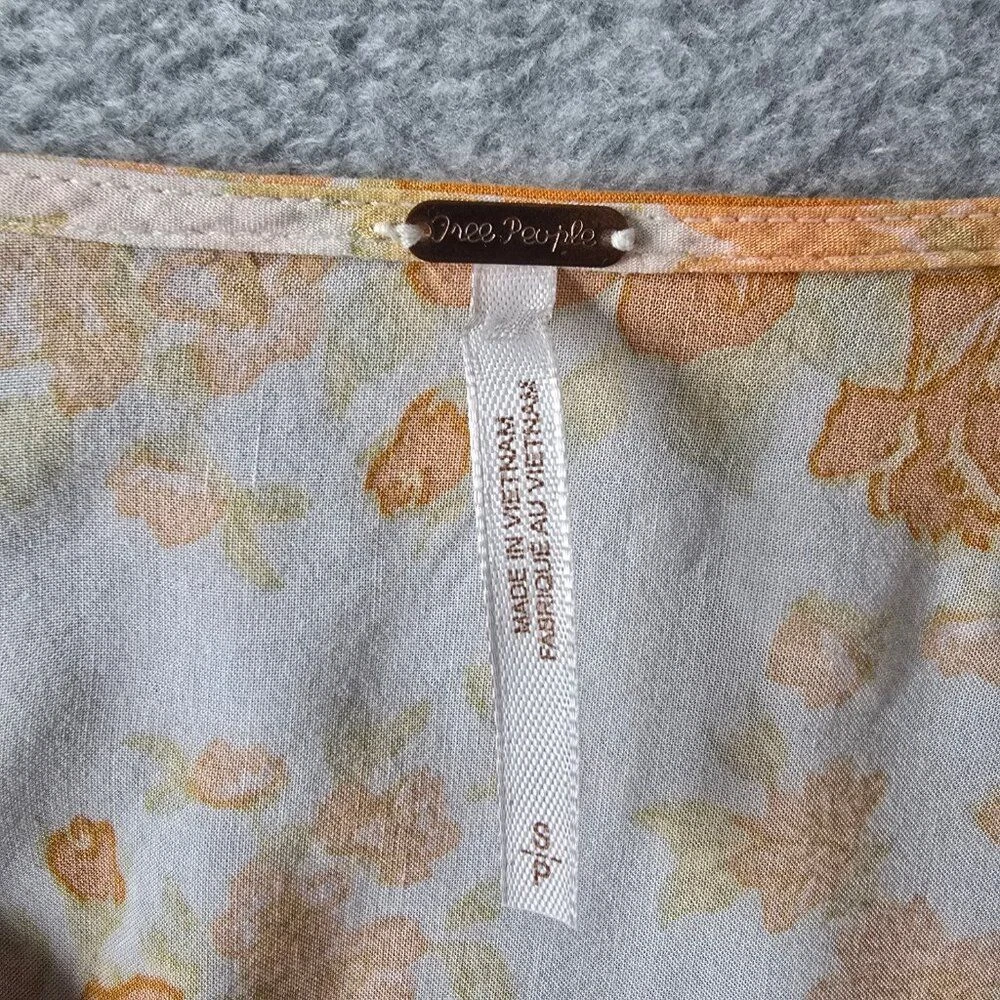 Free People
MADE IN VIETNAM
FABRIQUE AU VIETNAM
S/P